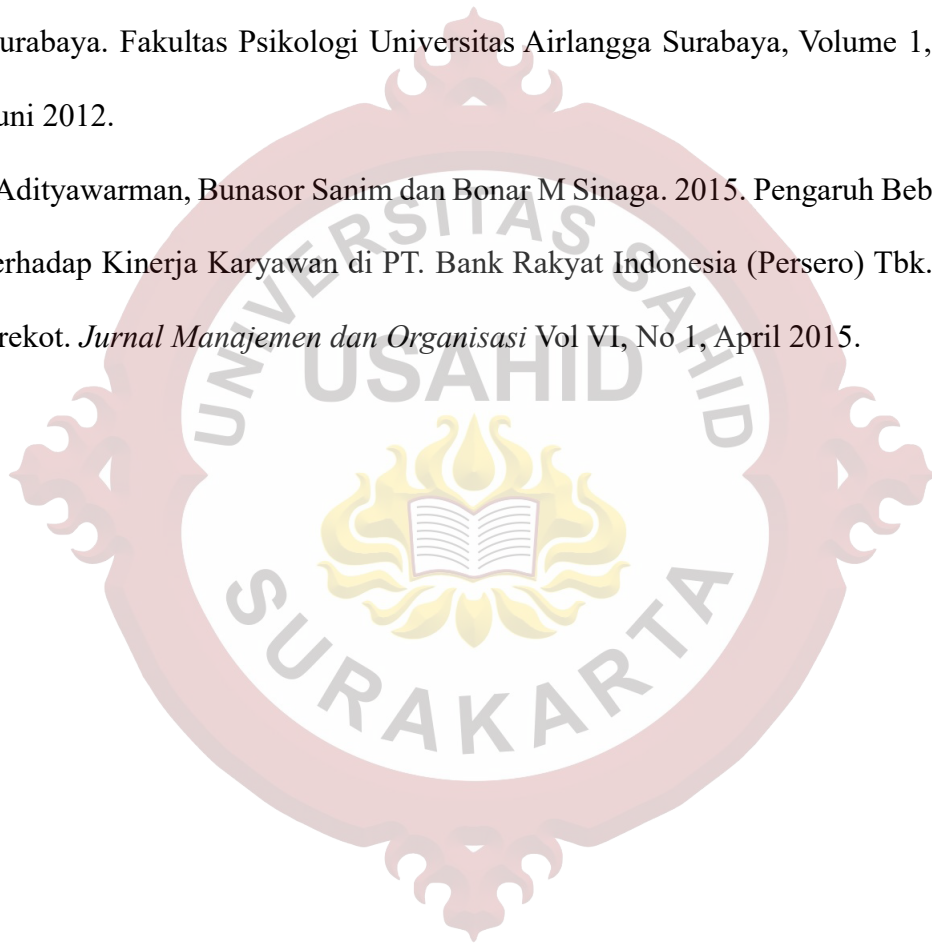 urabaya. Fakultas Psikologi Universitas Airlangga Surabaya, Volume 1,
uni 2012.
Adityawarman, Bunasor Sanim dan Bonar M Sinaga. 2015. Pengaruh Beb
erhadap Kinerja Karyawan di PT. Bank Rakyat Indonesia (Persero) Tbk.
rekot. Jurnal Manajemen dan Organisasi Vol VI, No 1, April 2015.
UNIVERSITAS SAHID
USAHID
SURAKARTA